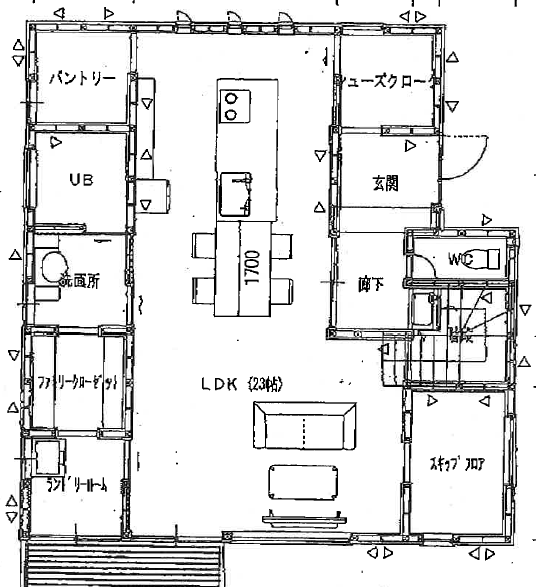 パントリー
シューズクローク
UB
玄関
1700
WC
洗面所
廊下
階段
ファミリークローゼット
LDK (23帖)
ランドリールーム
スキップフロア